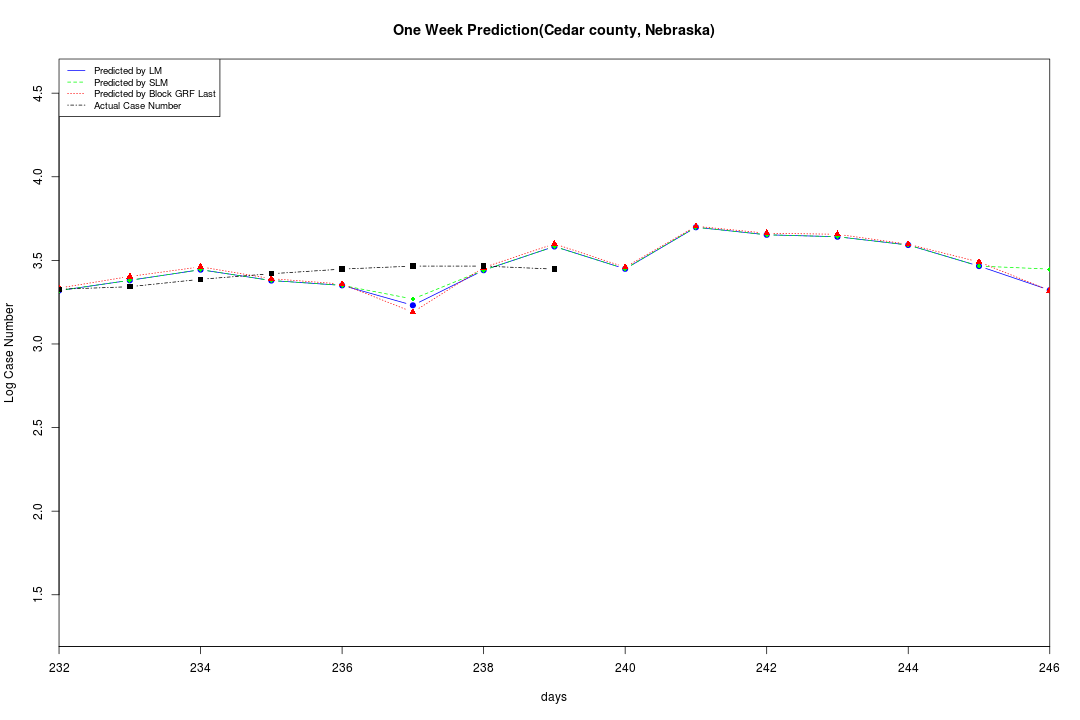 One Week Prediction(Cedar county, Nebraska)
Predicted by LM
Predicted by SLM
Predicted by Block GRF Last
Actual Case Number
4.5
4.0
3.5
3.0
2.5
2.0
1.5
Log Case Number
232 234 236 238 240 242 244 246
days